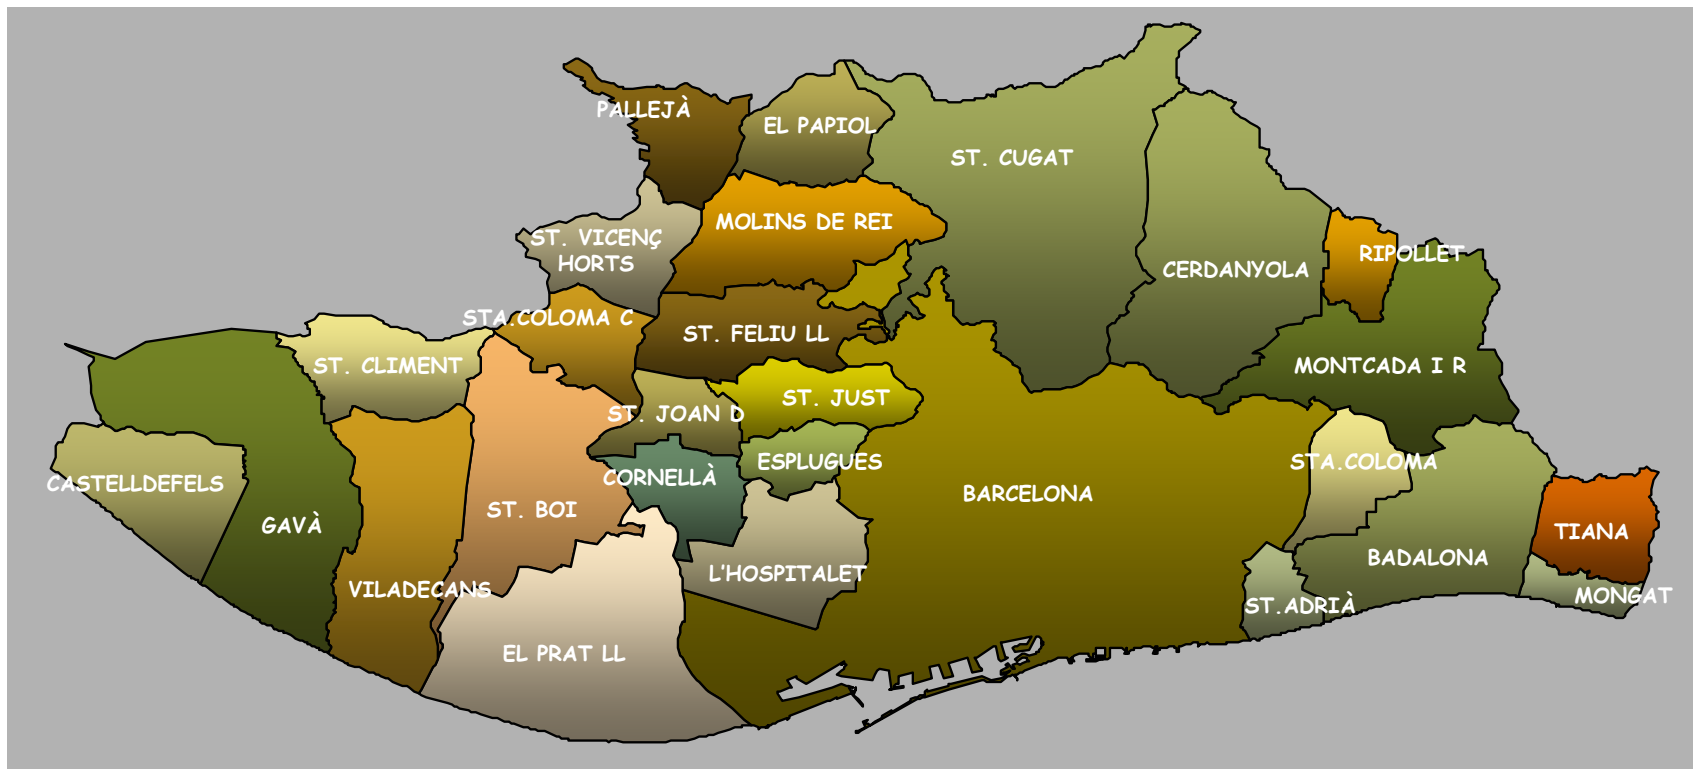 PALLEJÀ
EL PAPIOL
ST. CUGAT
MOLINS DE REI
ST. VICENÇ
HORTS
RIPOLLET
CERDANYOLA
STA.COLOMA C
ST. FELIU LL
ST. CLIMENT
MONTCADA I R
ST. JUST
ST. JOAN D
ESPLUGUES
STA.COLOMA
CORNELLÀ
CASTELLDEFELS
BARCELONA
ST. BOI
GAVÀ
TIANA
BADALONA
L'HOSPITALET
VILADECANS
MONGAT
ST.ADRIÀ
EL PRAT LL